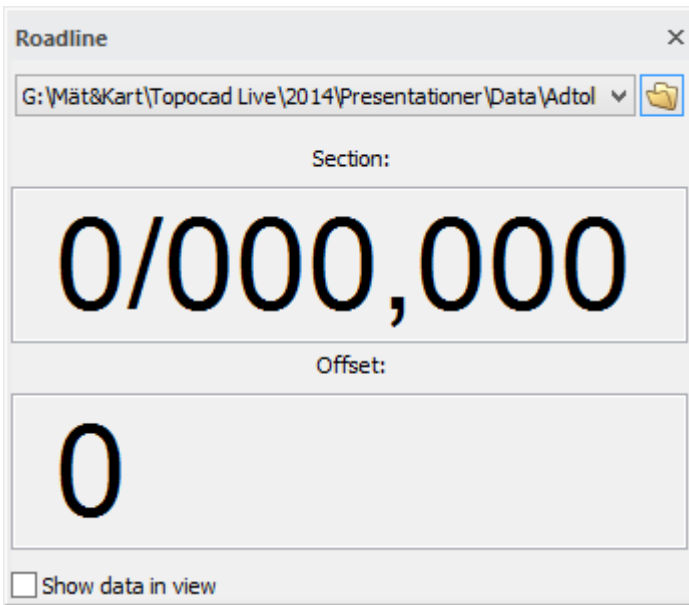 Roadline
G:\Mät&Kart\Topocad Live\2014\Presentationer\Data\Adtol
Section:
0/000,000
Offset:
0
Show data in view